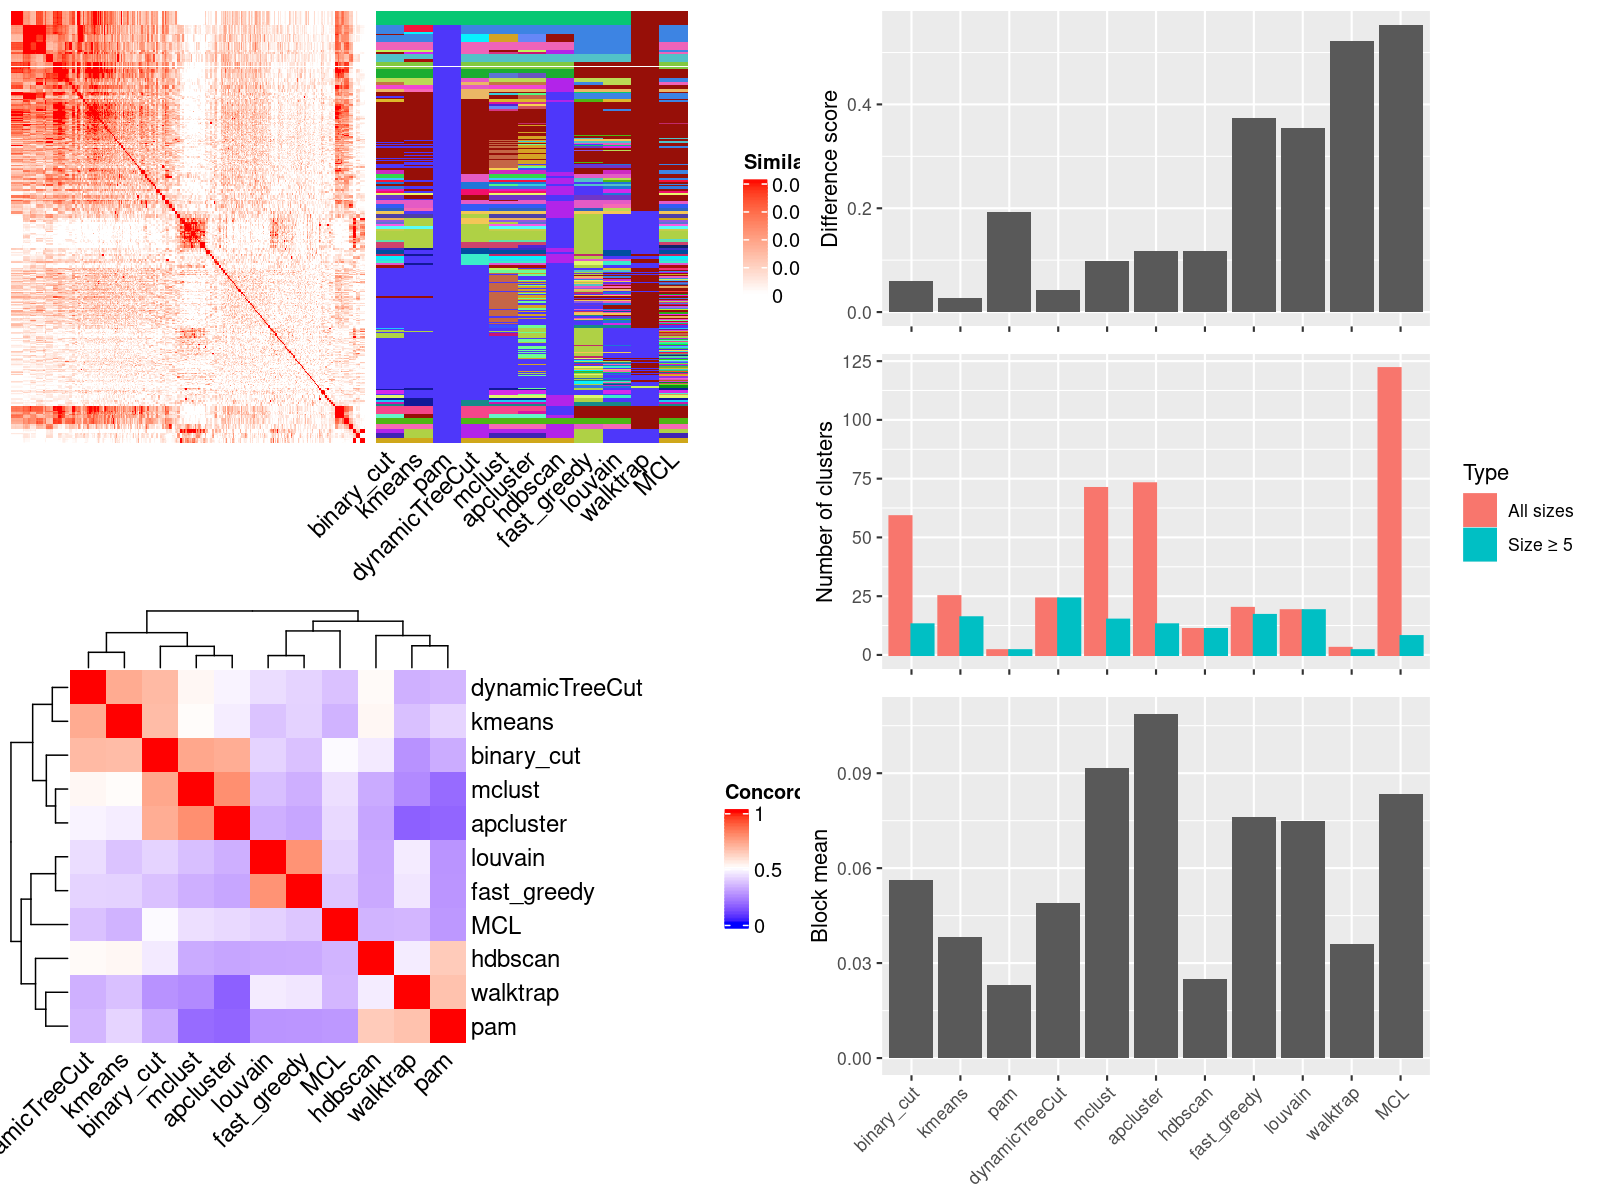 Simila
0.0
0.0
0.0
0.0
0
binary_cut
kmeans
pam
dynamicTreeCut
mclust
apcluster
hdbscan
fast_greedy
louvain
walktrap
MCL
dynamicTreeCut
kmeans
binary_cut
mclust
apcluster
louvain
fast_greedy
MCL
hdbscan
walktrap
pam
amicTreeCut
kmeans
binary_cut
mclust
apcluster
louvain
fast_greedy
MCL
hdbscan
walktrap
pam
Concord
1
0.5
0
Difference score
0.4
0.2
0.0
Number of clusters
125
100
75
50
25
0
Type
All sizes
Size ≥ 5
Block mean
0.09
0.06
0.03
0.00
binary_cut
kmeans
pam
dynamicTreeCut
mclust
apcluster
hdbscan
fast_greedy
louvain
walktrap
MCL